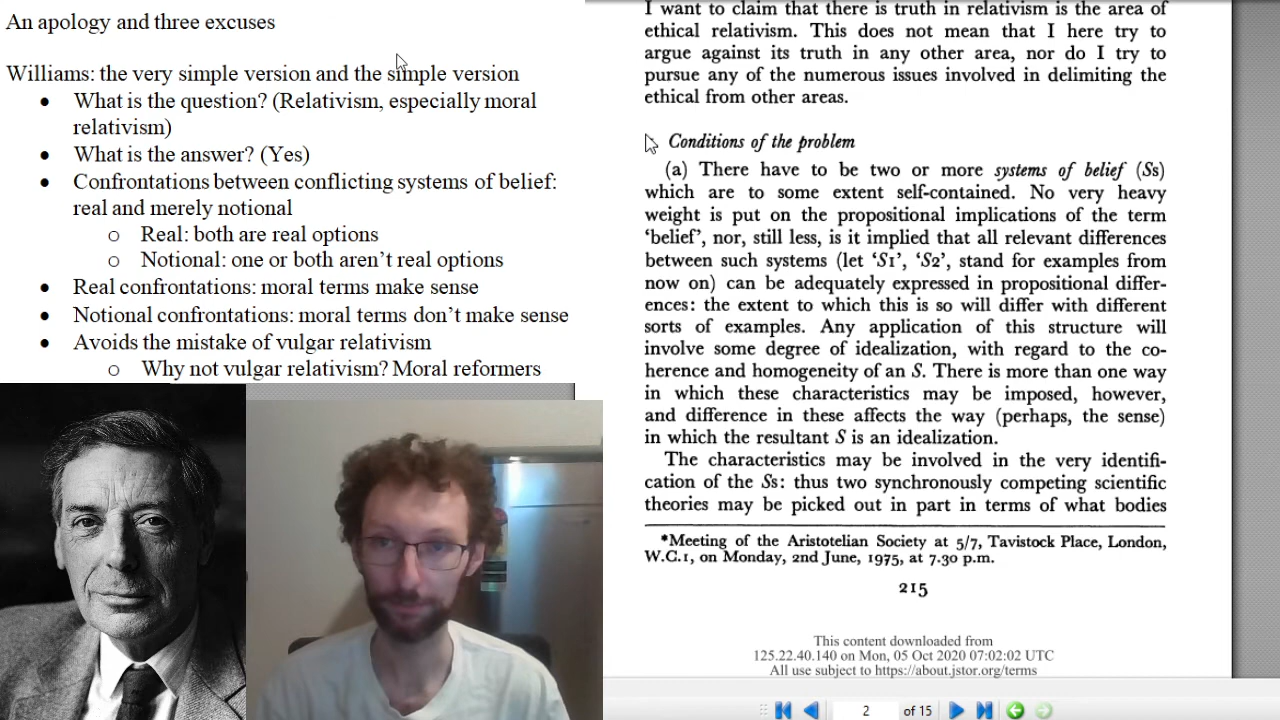 An apology and three excuses
Williams: the very simple version and the simple version
● What is the question? (Relativism, especially moral
relativism)
● What is the answer? (Yes)
● Confrontations between conflicting systems of belief:
real and merely notional
o Real: both are real options
o Notional: one or both aren’t real options
● Real confrontations: moral terms make sense
● Notional confrontations: moral terms don’t make sense
● Avoids the mistake of vulgar relativism
o Why not vulgar relativism? Moral reformers
I want to claim that there is truth in relativism is the area of
ethical relativism. This does not mean that I here try to
argue against its truth in any other area, nor do I try to
pursue any of the numerous issues involved in delimiting the
ethical from other areas.
Conditions of the problem
(a) There have to be two or more systems of belief (Ss)
which are to some extent self-contained. No very heavy
weight is put on the propositional implications of the term
‘belief’, nor, still less, is it implied that all relevant differences
between such systems (let ‘S1’, ‘S2’, stand for examples from
now on) can be adequately expressed in propositional differ-
ences: the extent to which this is so will differ with different
sorts of examples. Any application of this structure will
involve some degree of idealization, with regard to the co-
herence and homogeneity of an S. There is more than one way
in which these characteristics may be imposed, however,
and difference in these affects the way (perhaps, the sense)
in which the resultant S is an idealization.
The characteristics may be involved in the very identifi-
cation of the Ss: thus two synchronously competing scientific
theories may be picked out in part in terms of what bodies
*Meeting of the Aristotelian Society at 5/7, Tavistock Place, London,
W.C.1, on Monday, 2nd June, 1975, at 7.30 p.m.
215
This content downloaded from
125.22.40.140 on Mon, 05 Oct 2020 07:02:02 UTC
All use subject to https://about.jstor.org/terms
2 of 15